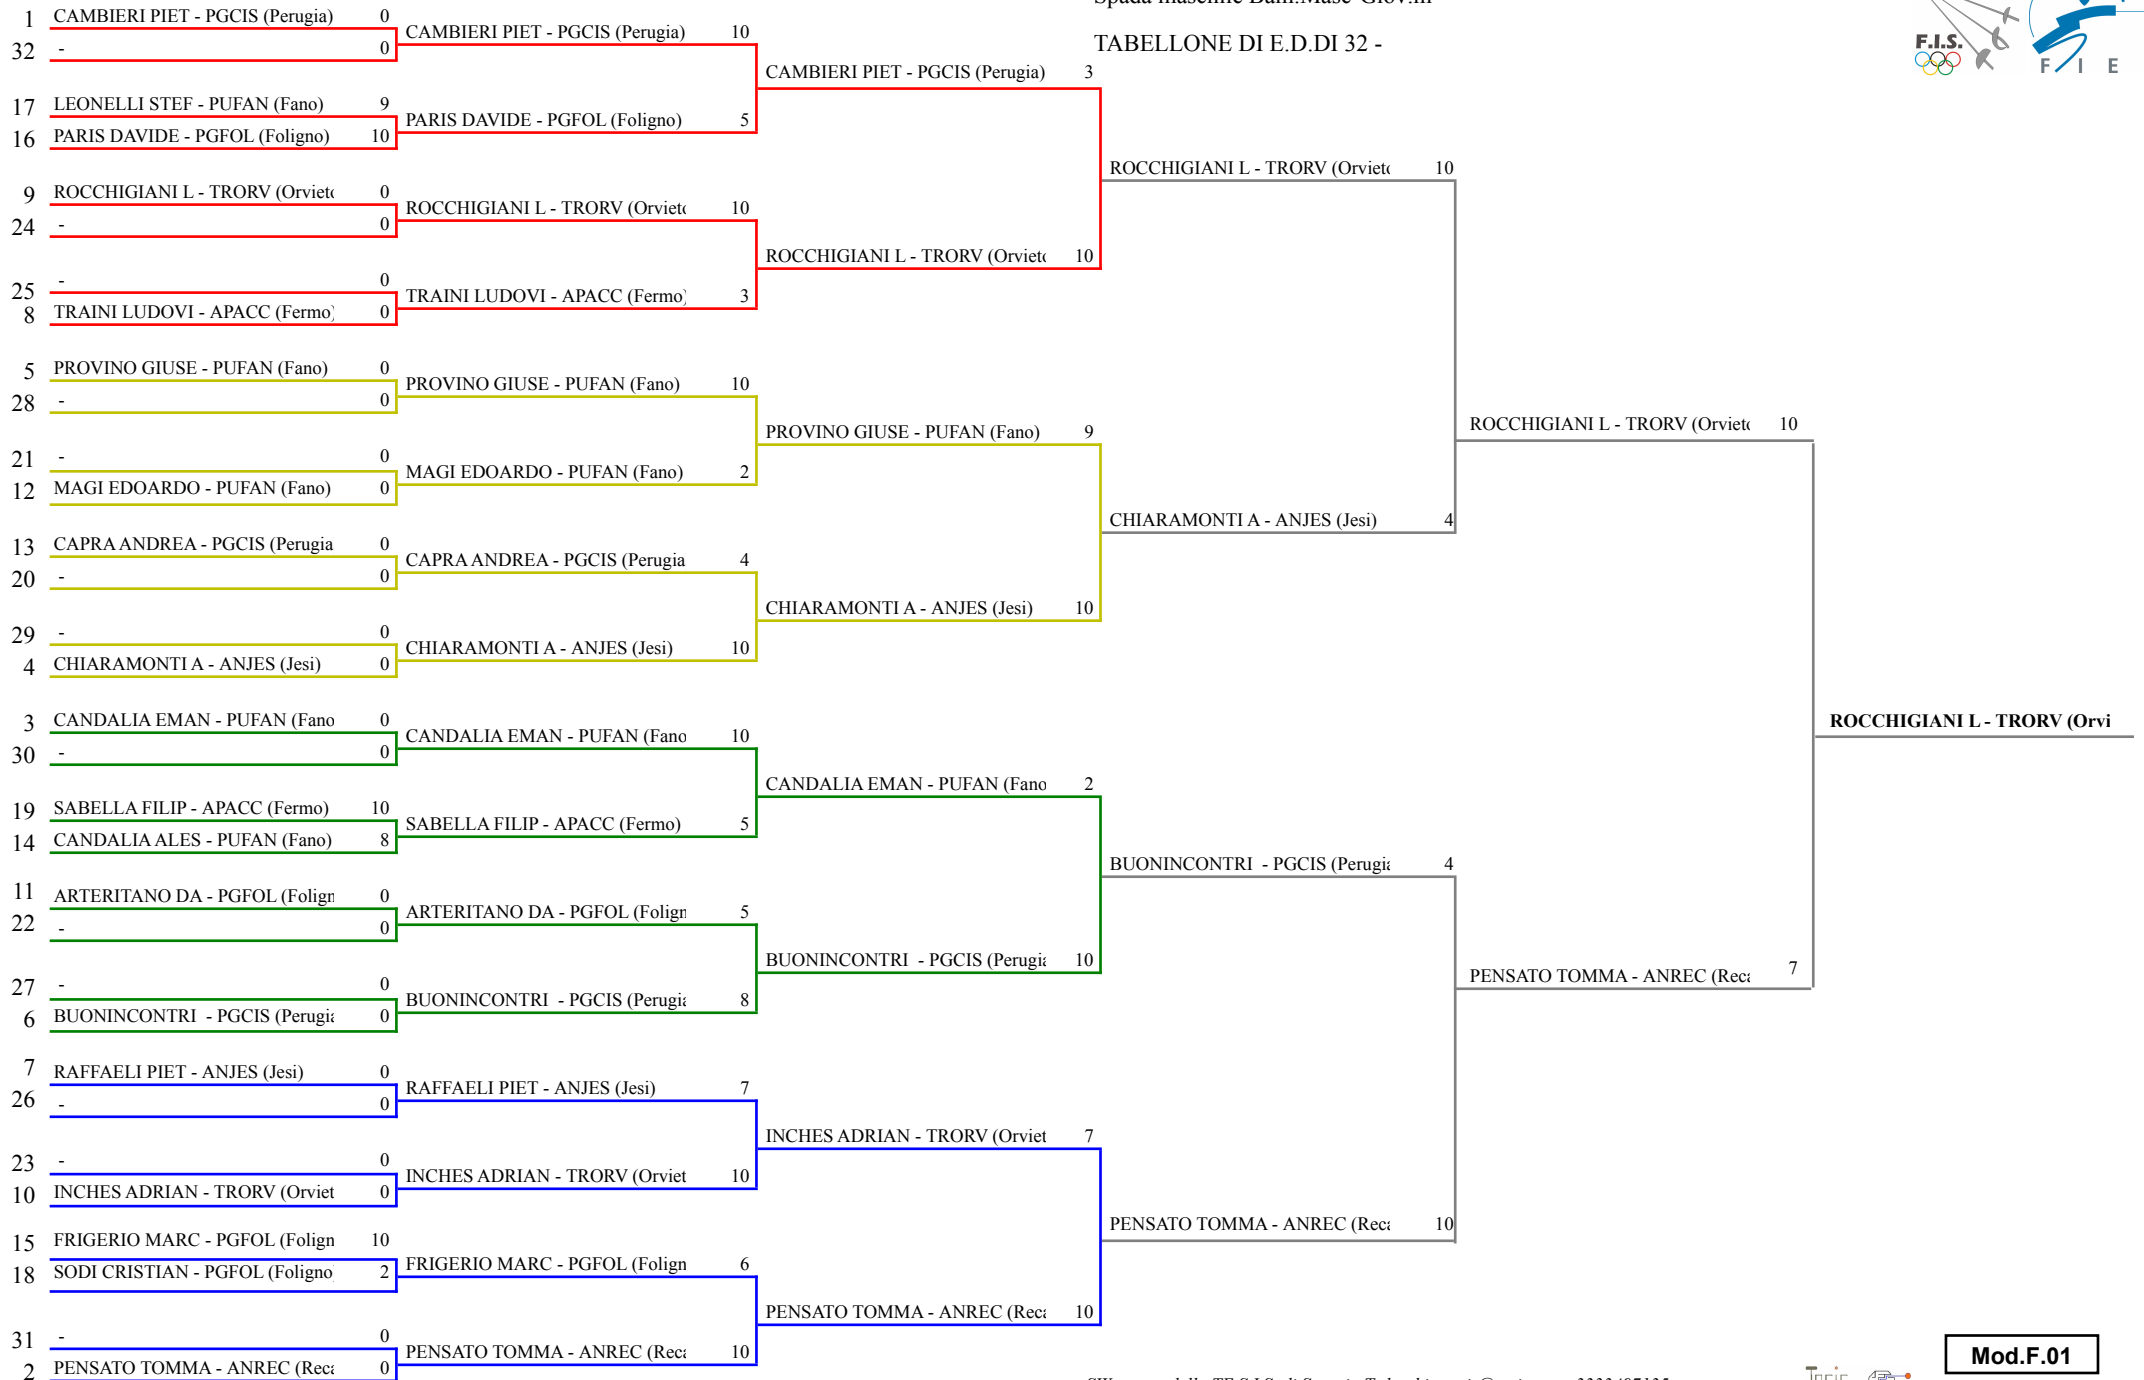 TABELLONE DI E.D.DI 32 -
F.I.S.
F I E
1 CAMBIERI PIET - PGCIS (Perugia) 0
32 - 0
17 LEONELLI STEF - PUFAN (Fano) 9
16 PARIS DAVIDE - PGFOL (Foligno) 10
9 ROCCHIGIANI L - TRORV (Orvieto 0
24 - 0
25 - 0
8 TRAINI LUDOVI - APACC (Fermo) 0
5 PROVINO GIUSE - PUFAN (Fano) 0
28 - 0
21 - 0
12 MAGI EDOARDO - PUFAN (Fano) 0
13 CAPRA ANDREA - PGCIS (Perugia 0
20 - 0
29 - 0
4 CHIARAMONTI A - ANJES (Jesi) 0
3 CANDALIA EMAN - PUFAN (Fano 0
30 - 0
19 SABELLA FILIP - APACC (Fermo) 10
14 CANDALIA ALES - PUFAN (Fano) 8
11 ARTERITANO DA - PGFOL (Folign 0
22 - 0
27 - 0
6 BUONINCONTRI - PGCIS (Perugia 0
7 RAFFAELI PIET - ANJES (Jesi) 0
26 - 0
23 - 0
10 INCHES ADRIAN - TRORV (Orviet 0
15 FRIGERIO MARC - PGFOL (Folign 10
18 SODI CRISTIAN - PGFOL (Foligno 2
31 - 0
2 PENSATO TOMMA - ANREC (Reca 0
CAMBIERI PIET - PGCIS (Perugia) 10
PARIS DAVIDE - PGFOL (Foligno) 5
ROCCHIGIANI L - TRORV (Orvieto 10
TRAINI LUDOVI - APACC (Fermo) 3
PROVINO GIUSE - PUFAN (Fano) 10
MAGI EDOARDO - PUFAN (Fano) 2
CAPRA ANDREA - PGCIS (Perugia 4
CHIARAMONTI A - ANJES (Jesi) 10
CANDALIA EMAN - PUFAN (Fano 10
SABELLA FILIP - APACC (Fermo) 5
ARTERITANO DA - PGFOL (Folign 5
BUONINCONTRI - PGCIS (Perugia 8
RAFFAELI PIET - ANJES (Jesi) 7
INCHES ADRIAN - TRORV (Orviet 10
FRIGERIO MARC - PGFOL (Folign 6
PENSATO TOMMA - ANREC (Reca 10
CAMBIERI PIET - PGCIS (Perugia) 3
ROCCHIGIANI L - TRORV (Orvieto 10
PROVINO GIUSE - PUFAN (Fano) 9
CHIARAMONTI A - ANJES (Jesi) 10
CANDALIA EMAN - PUFAN (Fano 2
BUONINCONTRI - PGCIS (Perugia 10
INCHES ADRIAN - TRORV (Orviet 7
PENSATO TOMMA - ANREC (Reca 10
ROCCHIGIANI L - TRORV (Orvieto 10
CHIARAMONTI A - ANJES (Jesi) 4
BUONINCONTRI - PGCIS (Perugia 4
PENSATO TOMMA - ANREC (Reca 10
ROCCHIGIANI L - TRORV (Orvieto 10
PENSATO TOMMA - ANREC (Reca 7
ROCCHIGIANI L - TRORV (Orvi
Mod.F.01